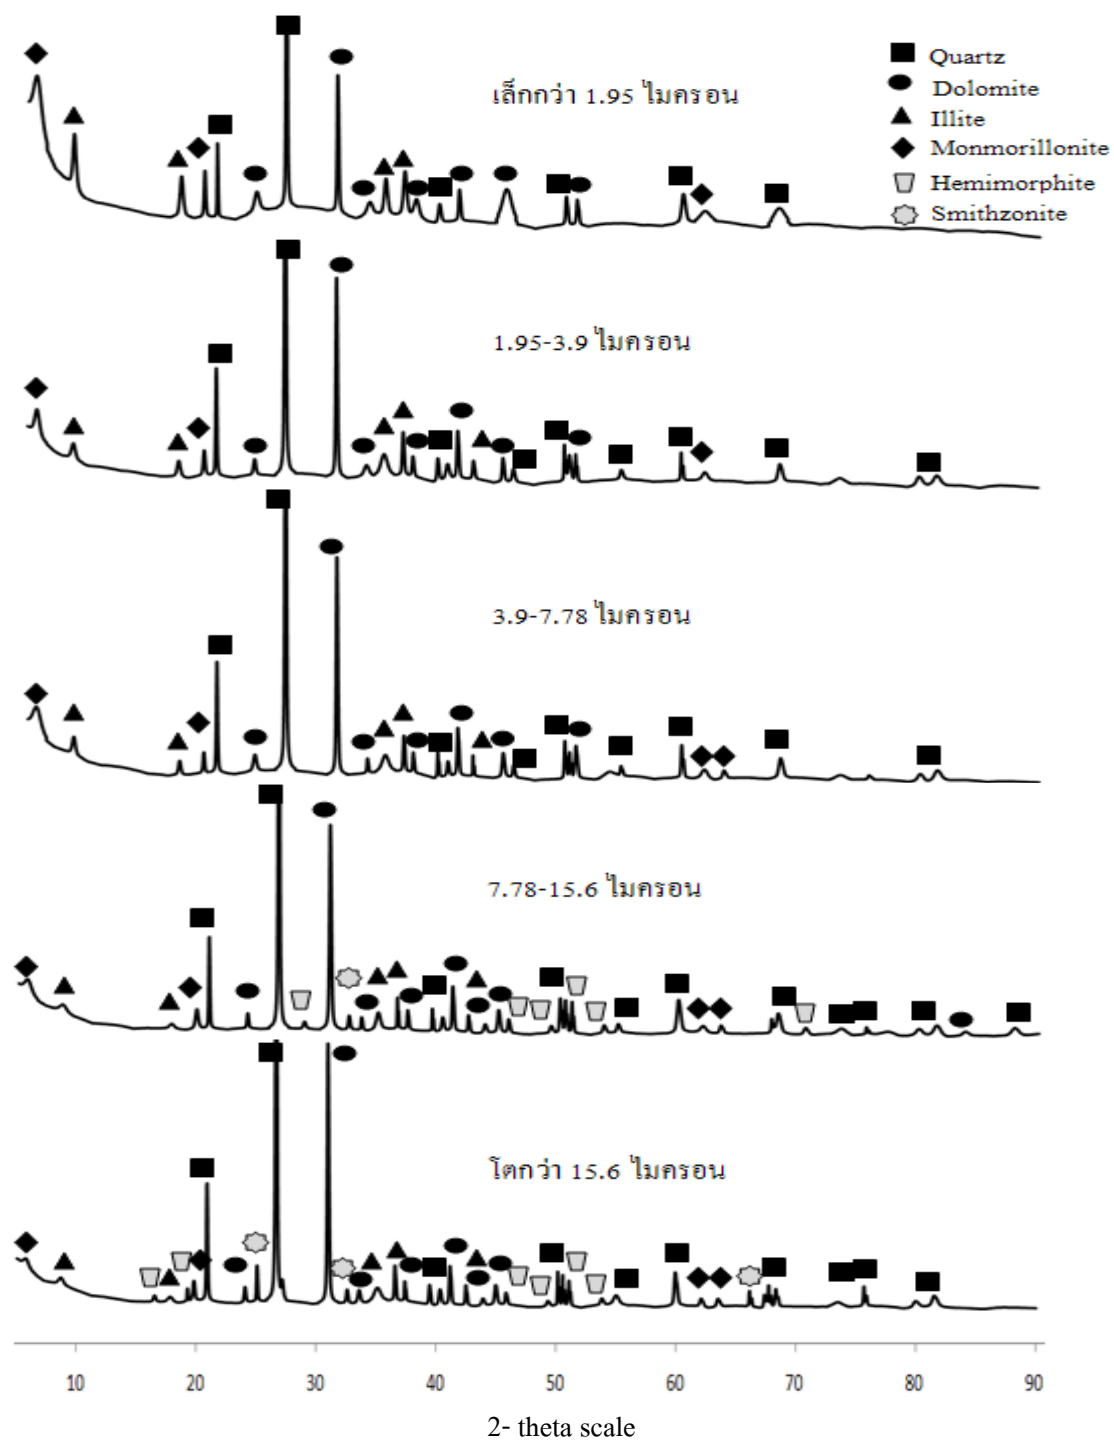 Quartz
Dolomite
เล็กกว่า 1.95 ไมครอน
Illite
Monmorillonite
Hemimorphite
Smithzonite
1.95-3.9 ไมครอน
3.9-7.78 ไมครอน
7.78-15.6 ไมครอน
โตกว่า 15.6 ไมครอน
10 20 30 40 50 60 70 80 90
2- theta scale